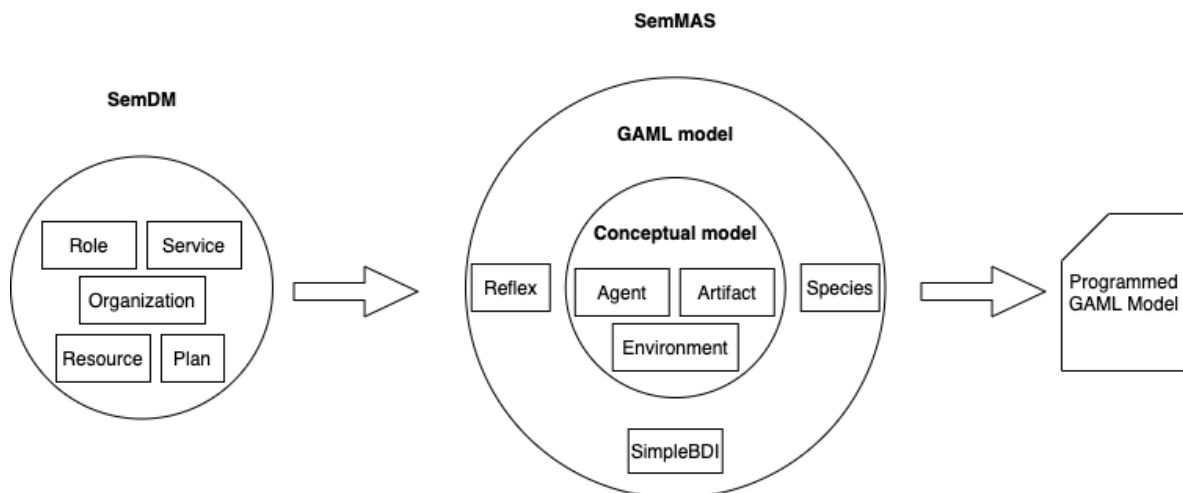 SemMAS
SemDM
GAML model
Conceptual model
Role
Service
Organization
Resource
Plan
Reflex
Agent
Artifact
Species
Environment
SimpleBDI
Programmed
GAML Model